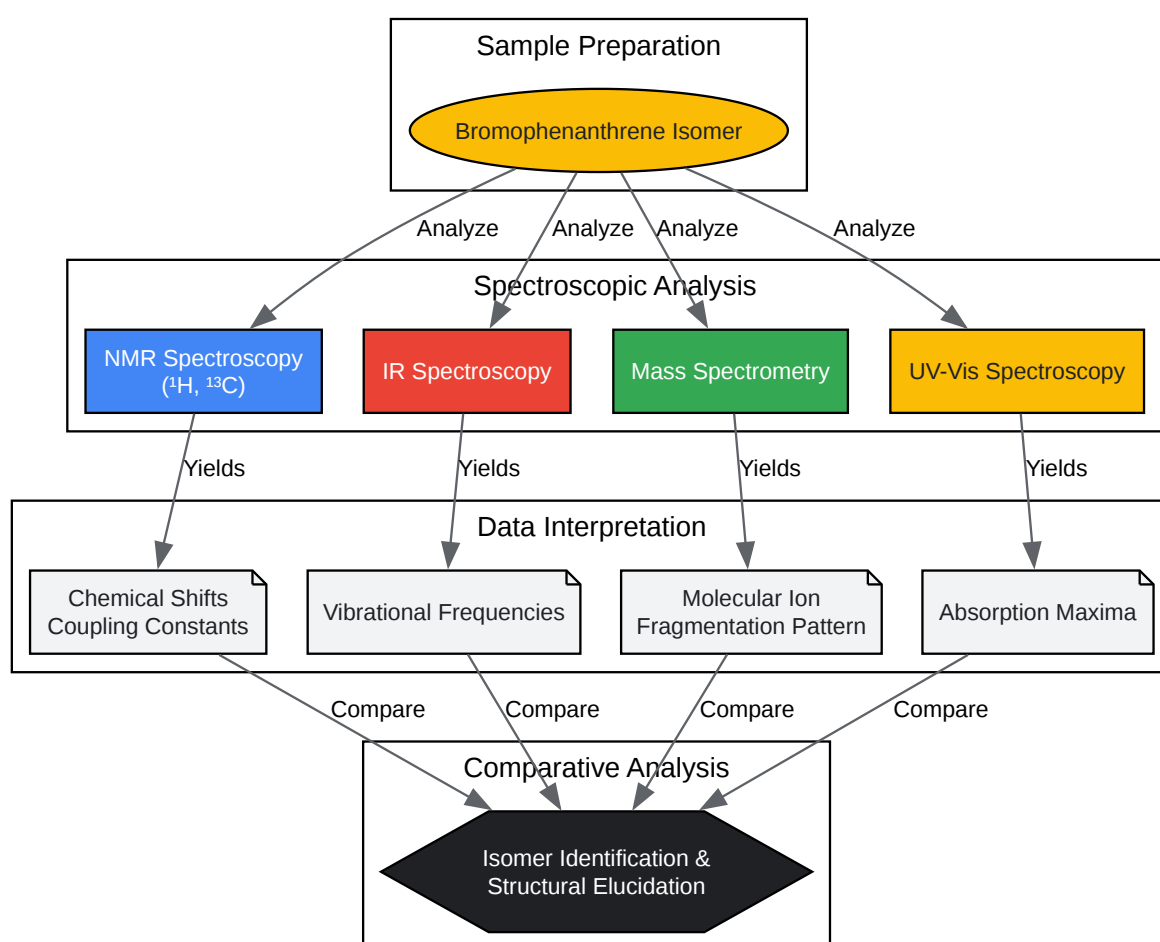 Sample Preparation
Bromophenanthrene Isomer
Analyze
Analyze
Analyze
Analyze
Spectroscopic Analysis
NMR Spectroscopy
(¹H, ¹³C)
IR Spectroscopy
Mass Spectrometry
UV-Vis Spectroscopy
Yields
Yields
Yields
Yields
Data Interpretation
Chemical Shifts
Coupling Constants
Vibrational Frequencies
Molecular Ion
Fragmentation Pattern
Absorption Maxima
Compare
Compare
Compare
Compare
Comparative Analysis
Isomer Identification &
Structural Elucidation